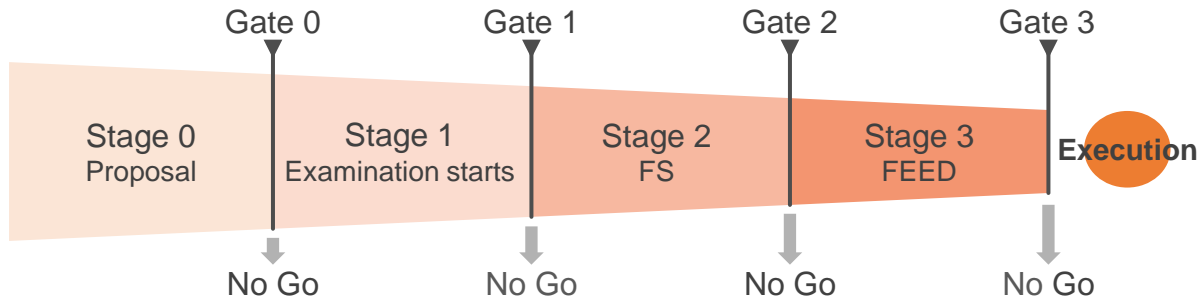 Gate 0
Gate 1
Gate 2
Gate 3
Stage 0
Proposal
Stage 1
Examination starts
Stage 2
FS
Stage 3
FEED
Execution
No Go
No Go
No Go
No Go